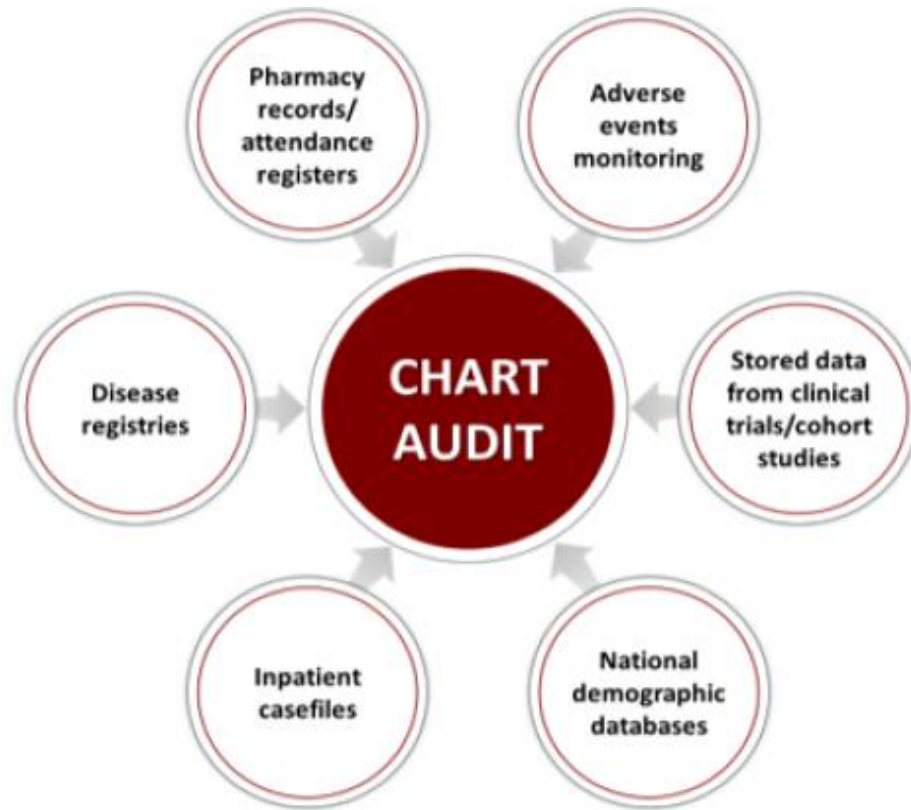 Pharmacy
records/
attendance
registers
Adverse
events
monitoring
Disease
registries
CHART
AUDIT
Stored data
from clinical
trials/cohort
studies
Inpatient
casefiles
National
demographic
databases